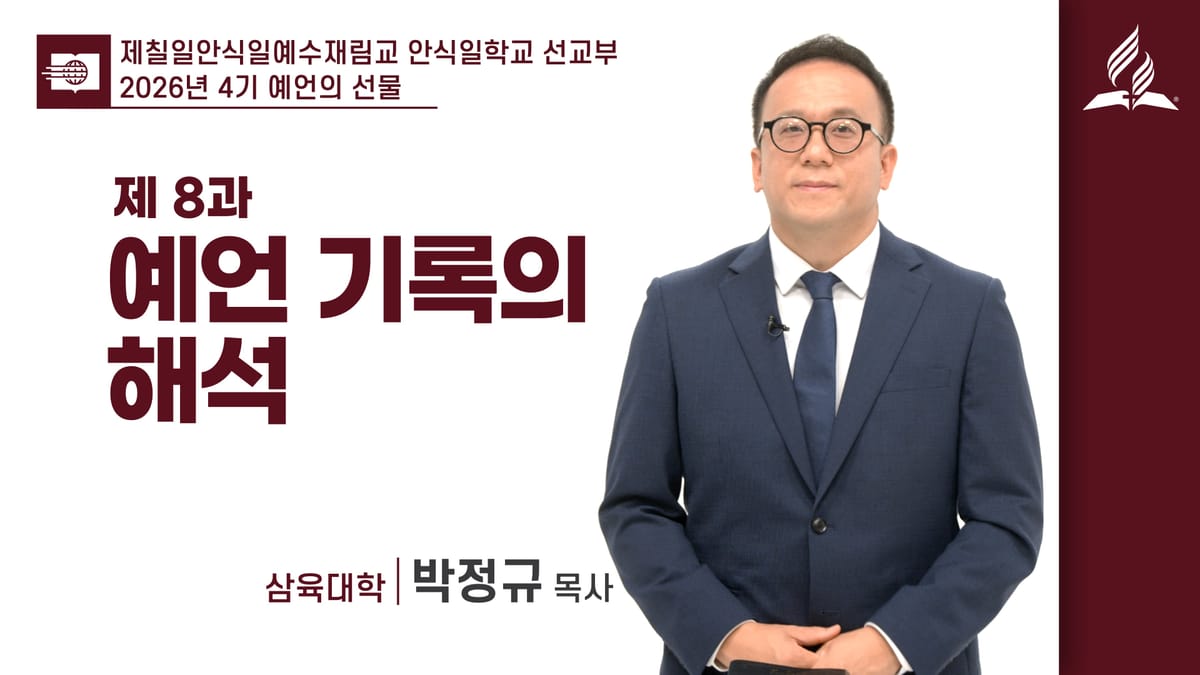 제칠일안식일예수재림교 안식일학교 선교부
2026년 4기 예언의 선물
제 8과
예언 기록의
해석
삼육대학 박정규 목사